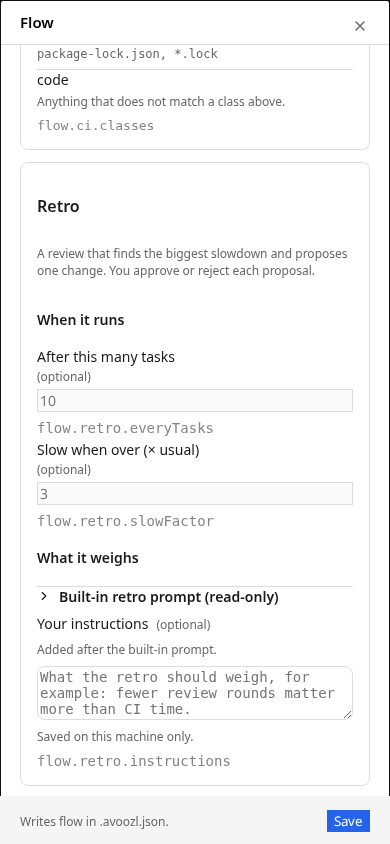 Flow
package-lock.json, *.lock
code
Anything that does not match a class above.
flow.ci.classes
Retro
A review that finds the biggest slowdown and proposes
one change. You approve or reject each proposal.
When it runs
After this many tasks
(optional)
10
flow.retro.everyTasks
Slow when over (× usual)
(optional)
3
flow.retro.slowFactor
What it weighs
Built-in retro prompt (read-only)
Your instructions (optional)
Added after the built-in prompt.
What the retro should weigh, for
example: fewer review rounds matter
more than CI time.
Saved on this machine only.
flow.retro.instructions
Writes flow in .avoozl.json.
Save